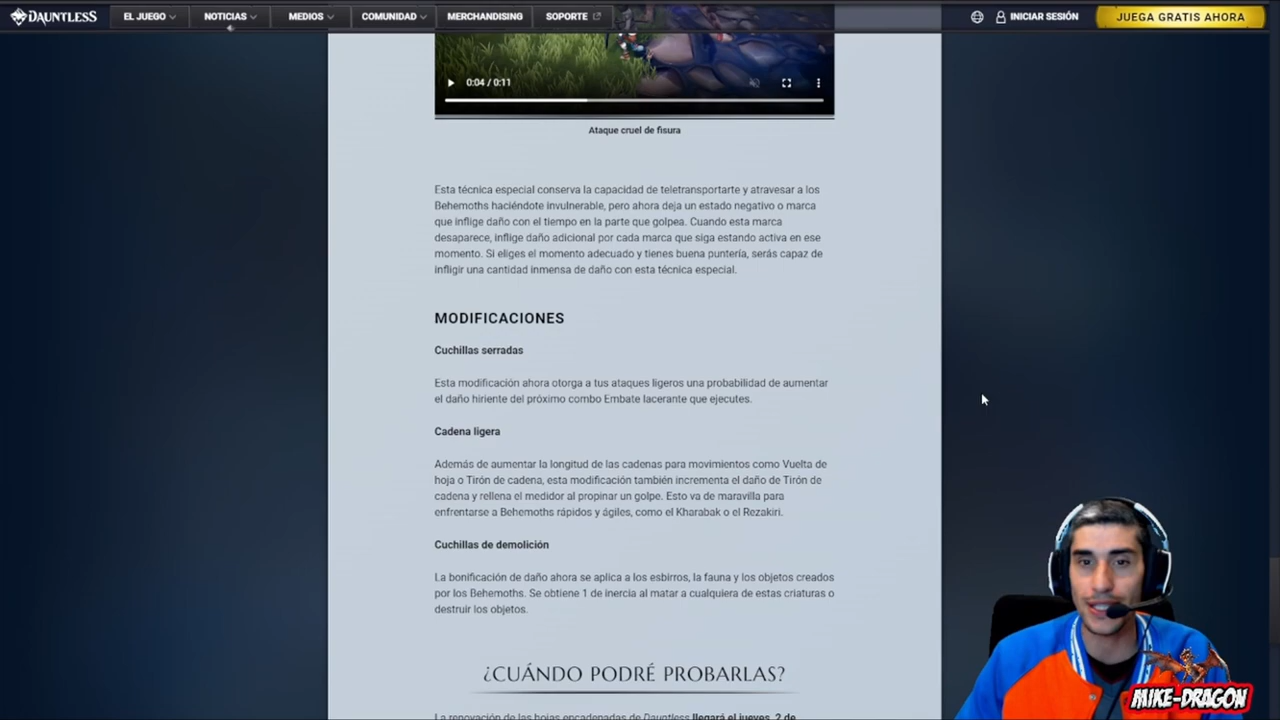 DAUNTLESS
EL JUEGO
NOTICIAS
MEDIOS
COMUNIDAD
MERCHANDISING
SOPORTE
INICIAR SESIÓN
JUEGA GRATIS AHORA
0:04 / 0:11
Ataque cruel de fisura
Esta técnica especial conserva la capacidad de teletransportarte y atravesar a los
Behemoths haciéndote invulnerable, pero ahora deja un estado negativo o marca
que inflige daño con el tiempo en la parte que golpea. Cuando esta marca
desaparece, inflige daño adicional por cada marca que siga estando activa en ese
momento. Si eliges el momento adecuado y tienes buena puntería, serás capaz de
infligir una cantidad inmensa de daño con esta técnica especial.
MODIFICACIONES
Cuchillas serradas
Esta modificación ahora otorga a tus ataques ligeros una probabilidad de aumentar
el daño hiriente del próximo combo Embate lacerante que ejecutes.
Cadena ligera
Además de aumentar la longitud de las cadenas para movimientos como Vuelta de
hoja o Tirón de cadena, esta modificación también incrementa el daño de Tirón de
cadena y rellena el medidor al propinar un golpe. Esto va de maravilla para
enfrentarse a Behemoths rápidos y ágiles, como el Kharabak o el Rezakiri.
Cuchillas de demolición
La bonificación de daño ahora se aplica a los esbirros, la fauna y los objetos creados
por los Behemoths. Se obtiene 1 de inercia al matar a cualquiera de estas criaturas o
destruir los objetos.
¿CUÁNDO PODRÉ PROBARLAS?
La renovación de las hojas encadenadas de Dauntless llegará el jueves, 2 de
MIKE-DRAGON